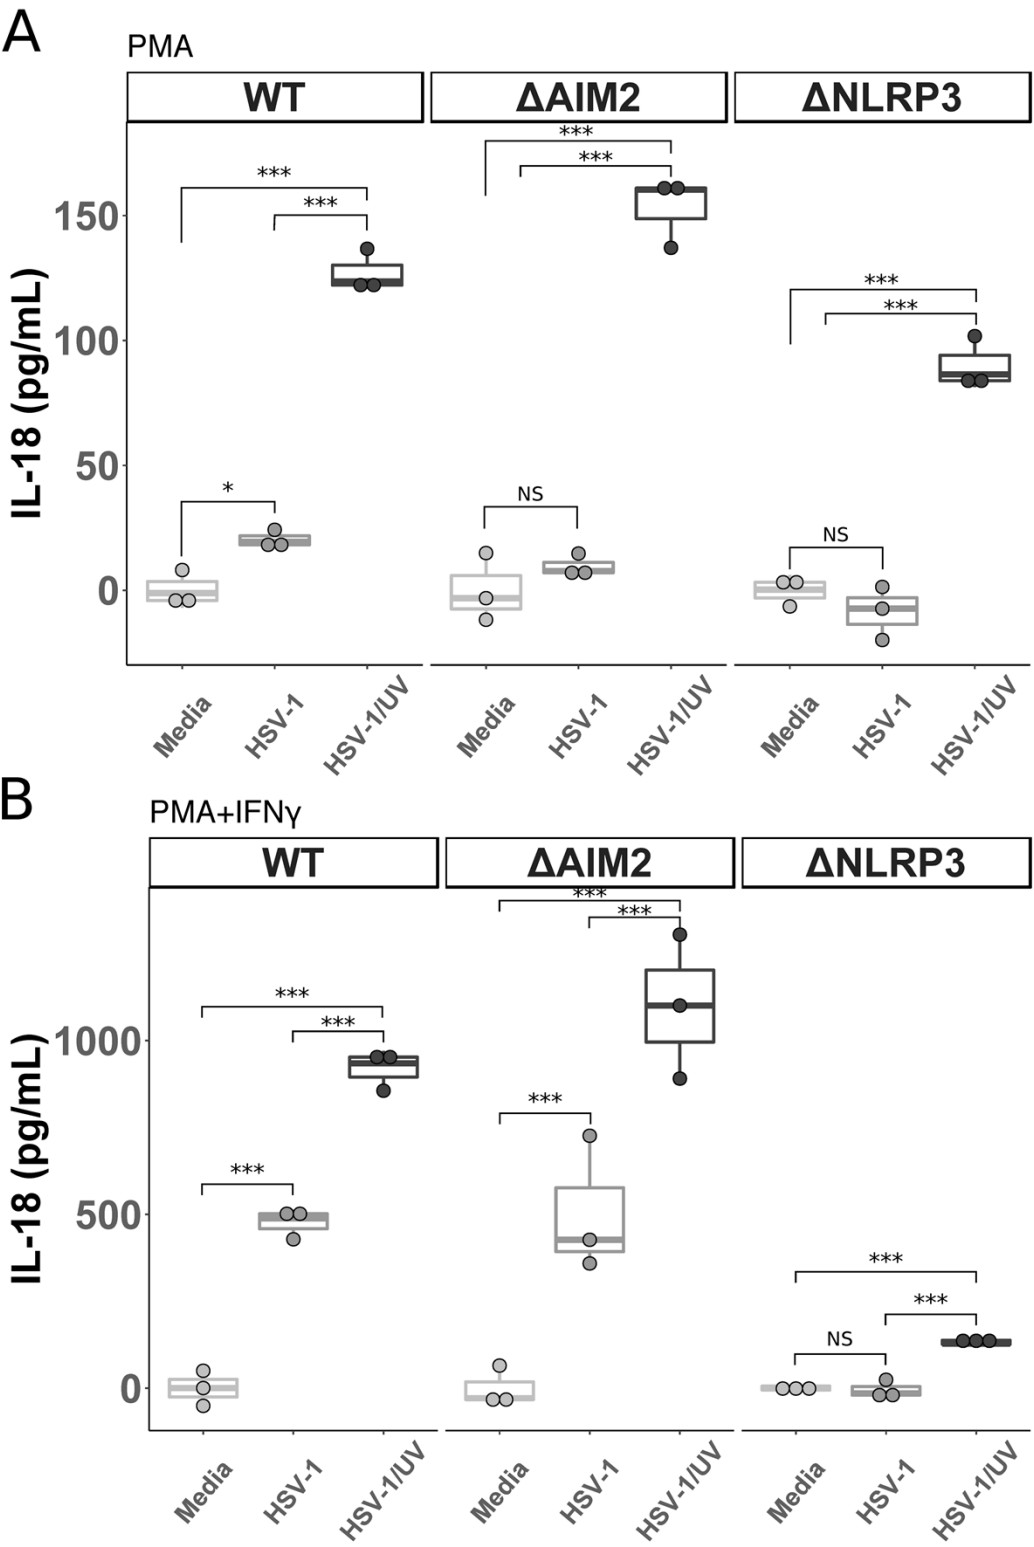 A
PMA
WT ΔAIM2 ΔNLRP3
*** *** ***
*** *** ***
* NS NS
IL-18 (pg/mL)
150
100
50
0
Media HSV-1 HSV-1/UV Media HSV-1 HSV-1/UV Media HSV-1 HSV-1/UV
B
PMA+IFNγ
WT ΔAIM2 ΔNLRP3
*** *** ***
*** *** ***
*** *** NS
IL-18 (pg/mL)
1000
500
0
Media HSV-1 HSV-1/UV Media HSV-1 HSV-1/UV Media HSV-1 HSV-1/UV